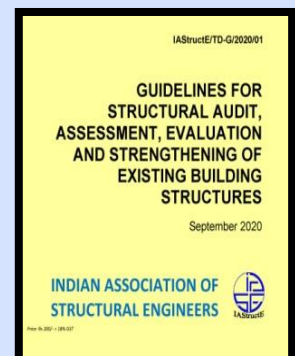 IAStructE/TD-G/2020/01
GUIDELINES FOR
STRUCTURAL AUDIT,
ASSESSMENT, EVALUATION
AND STRENGTHENING OF
EXISTING BUILDING
STRUCTURES
September 2020
INDIAN ASSOCIATION OF
STRUCTURAL ENGINEERS
IAStructE